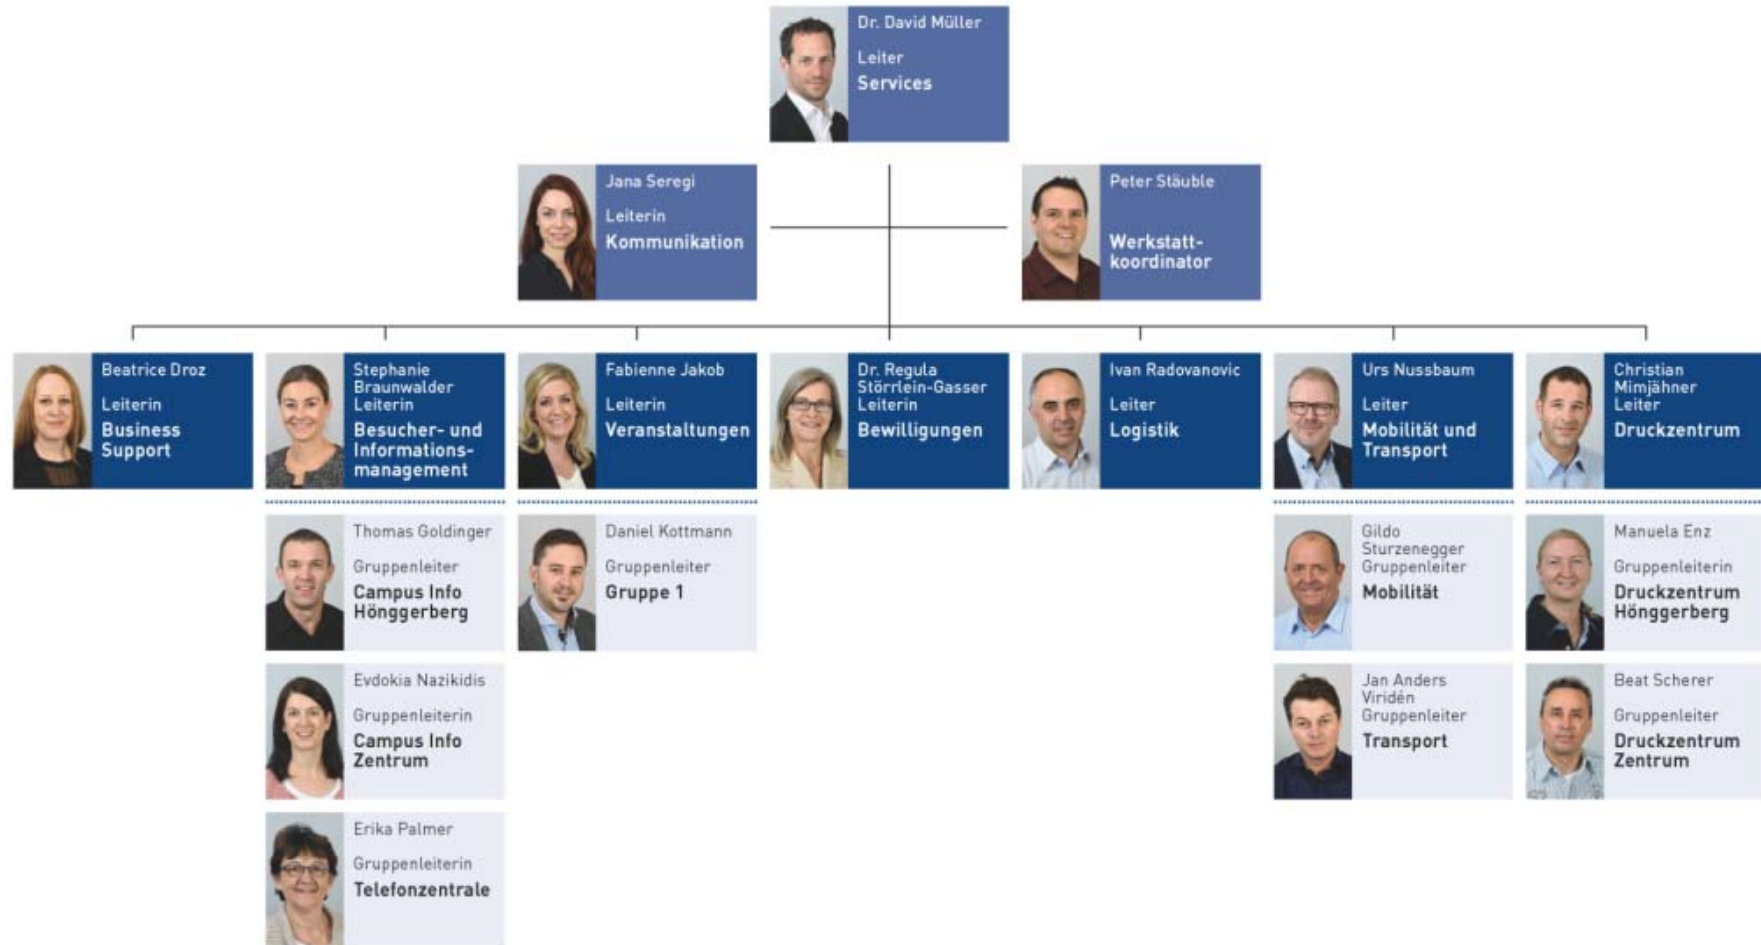 Dr. David Müller
Leiter
Services
Jana Seregi
Leiterin
Kommunikation
Peter Stäuble
Werkstatt-
koordinator
Beatrice Droz
Leiterin
Business
Support
Stephanie
Braunwalder
Leiterin
Besucher- und
Informations-
management
Fabienne Jakob
Leiterin
Veranstaltungen
Dr. Regula
Störrlein-Gasser
Leiterin
Bewilligungen
Ivan Radovanovic
Leiter
Logistik
Urs Nussbaum
Leiter
Mobilität und
Transport
Christian
Mimjähner
Leiter
Druckzentrum
Thomas Goldinger
Gruppenleiter
Campus Info
Hönggerberg
Daniel Kottmann
Gruppenleiter
Gruppe 1
Gildo
Sturzenegger
Gruppenleiter
Mobilität
Manuela Enz
Gruppenleiterin
Druckzentrum
Hönggerberg
Evdokia Nazikidis
Gruppenleiterin
Campus Info
Zentrum
Jan Anders
Viridén
Gruppenleiter
Transport
Beat Scherer
Gruppenleiter
Druckzentrum
Zentrum
Erika Palmer
Gruppenleiterin
Telefonzentrale